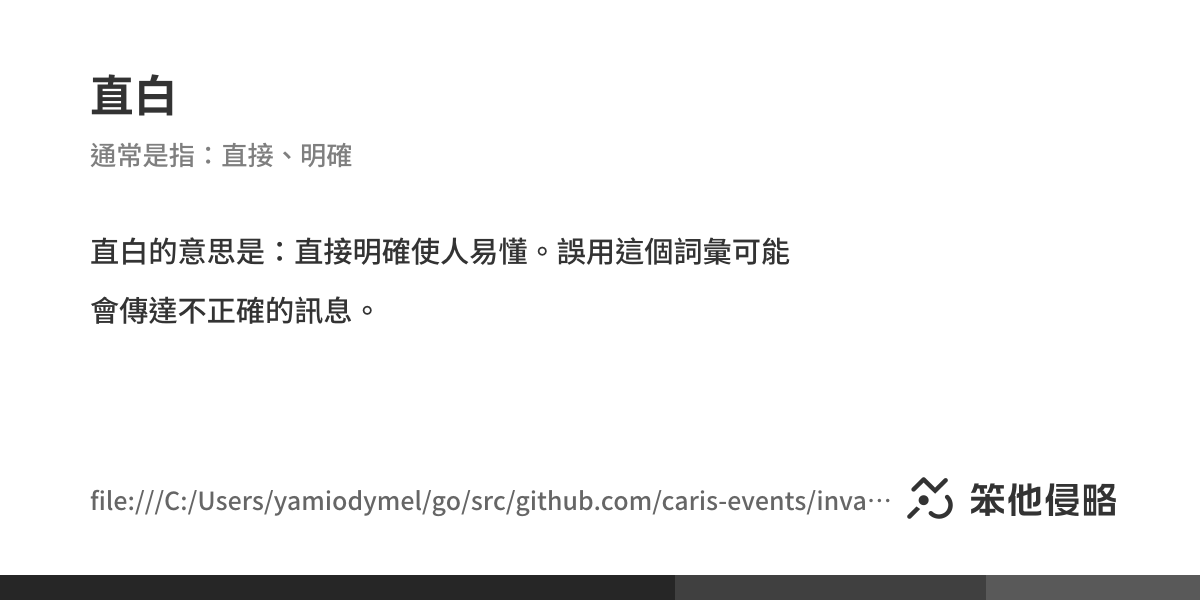 直白
通常是指：直接、明確
直白的意思是：直接明確使人易懂。誤用這個詞彙可能
會傳達不正確的訊息。
file:///C:/Users/yamiodymel/go/src/github.com/caris-events/inva…
笨他侵略